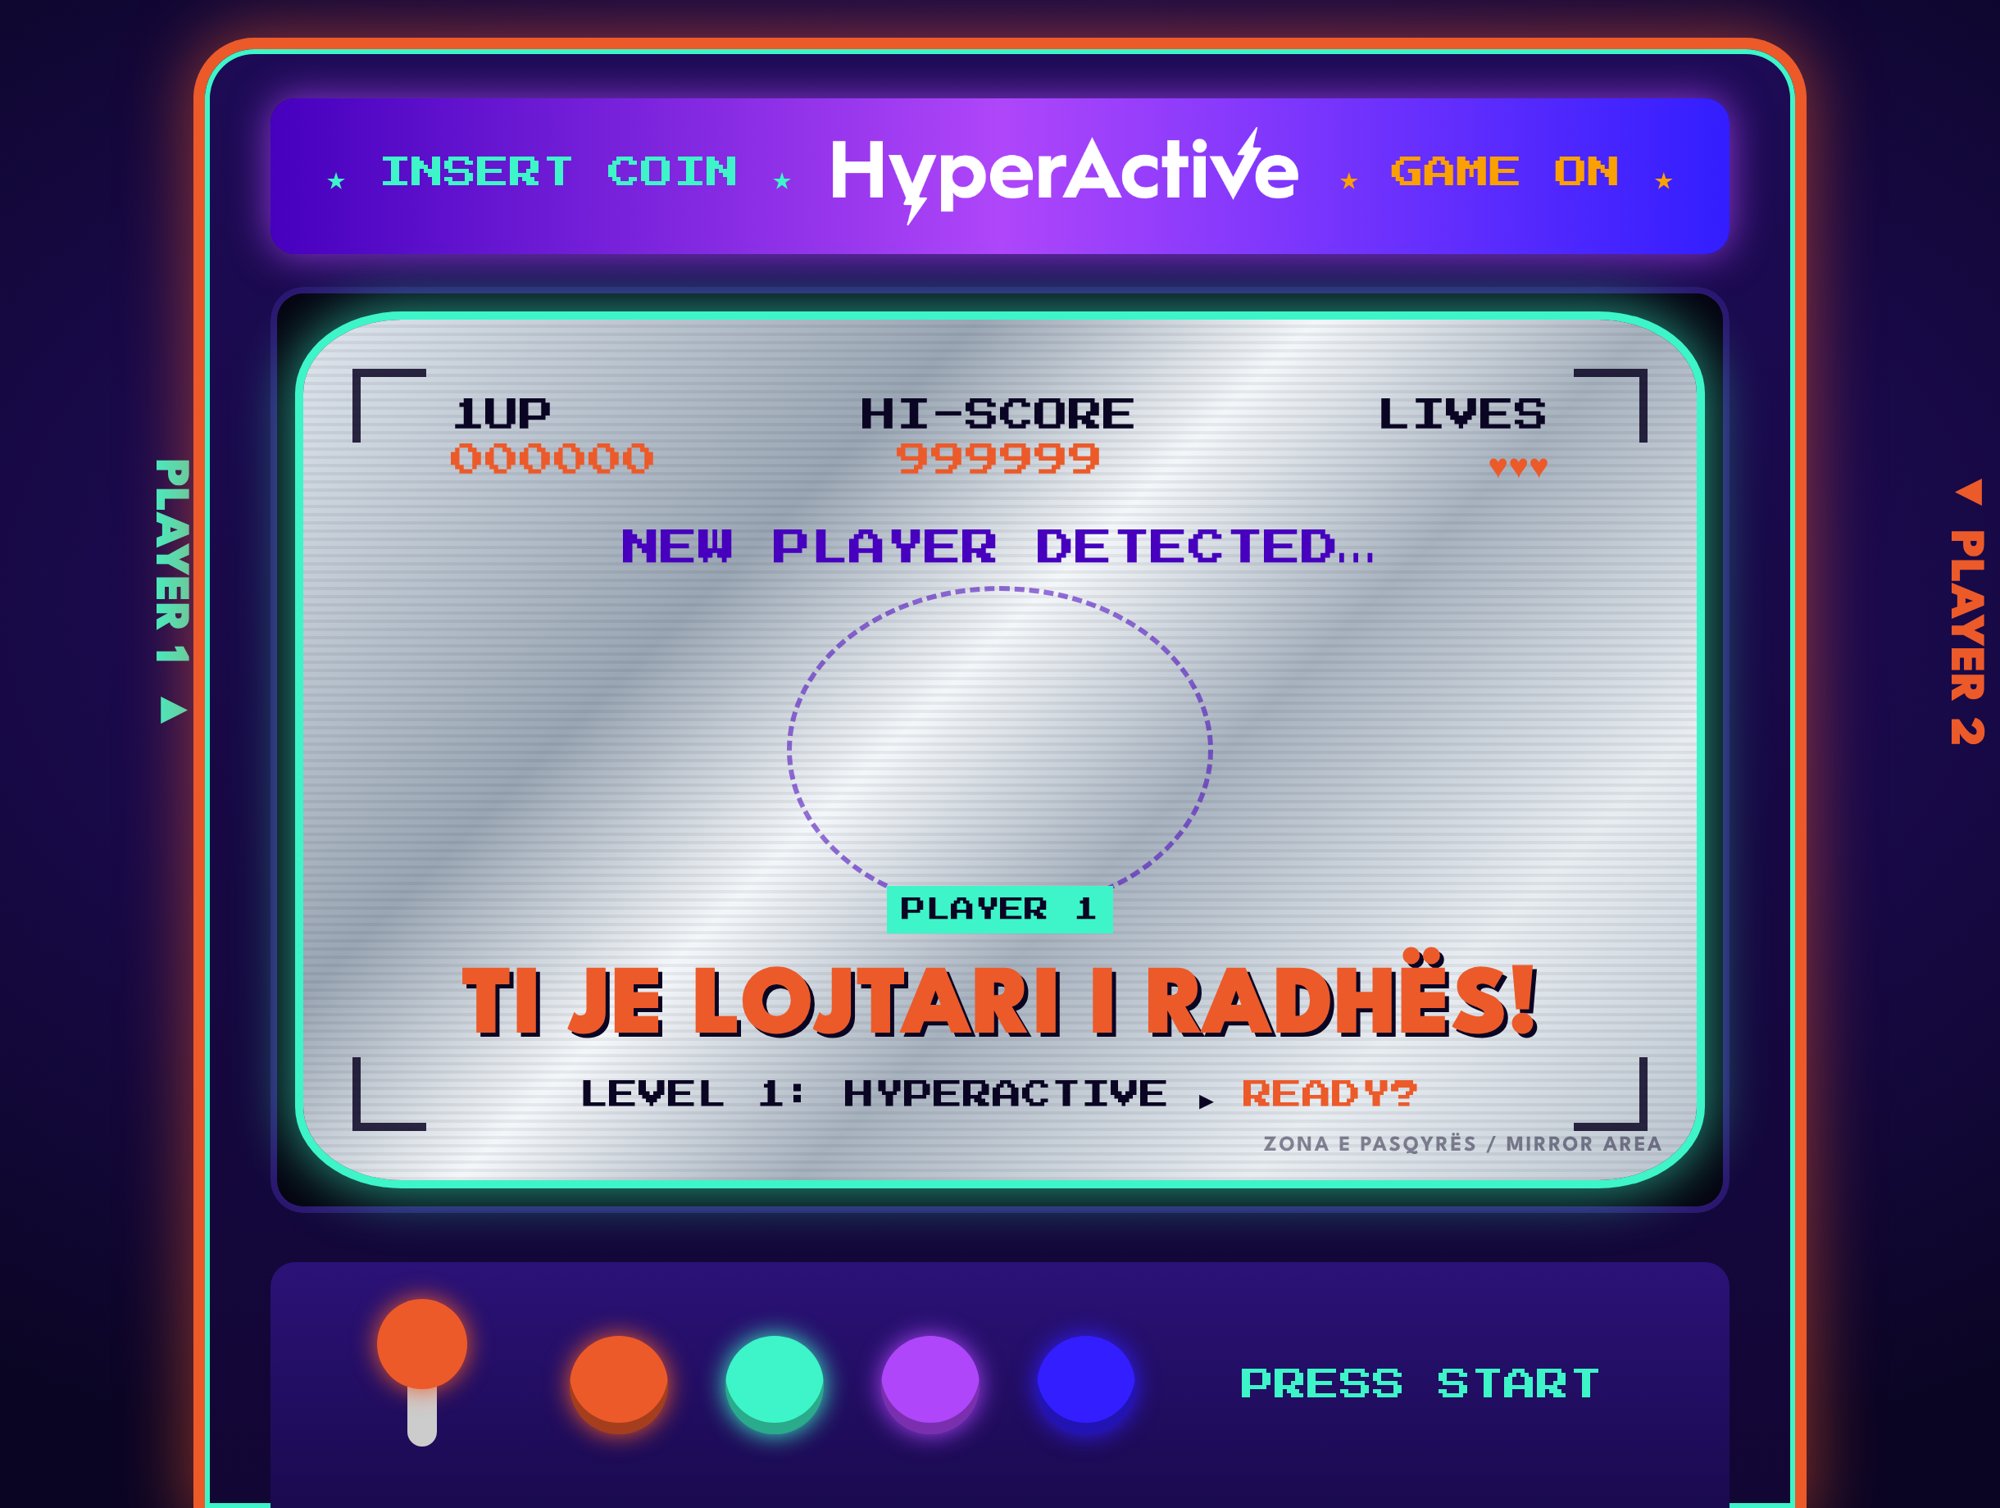 ★ INSERT COIN ★ HyperActive ★ GAME ON ★
1UP HI-SCORE LIVES
000000 999999 ♥♥♥
NEW PLAYER DETECTED...
PLAYER 1 ▲
▼ PLAYER 2
PLAYER 1
TI JE LOJTARI I RADHËS!
LEVEL 1: HYPERACTIVE ▸ READY?
ZONA E PASQYRËS / MIRROR AREA
PRESS START